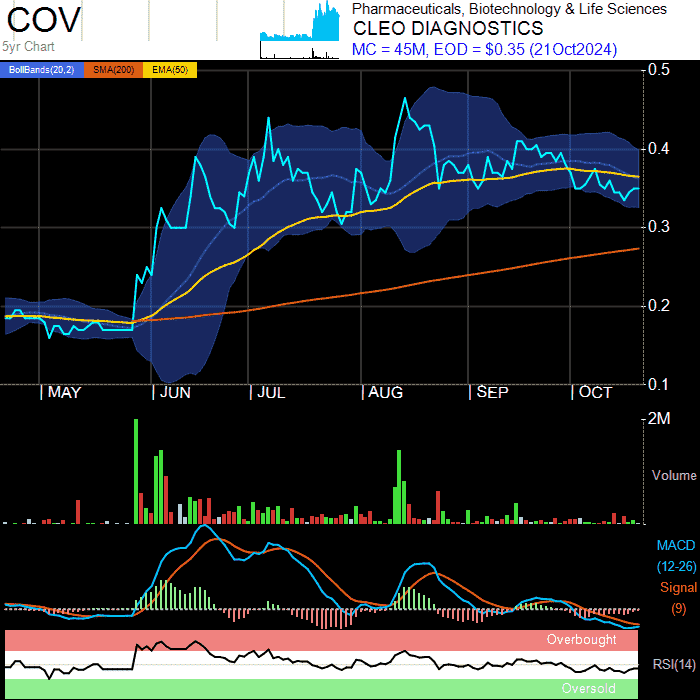 COV
5yr Chart
Pharmaceuticals, Biotechnology & Life Sciences
CLEO DIAGNOSTICS
MC = 45M, EOD = $0.35 (21Oct2024)
BollBands(20,2) SMA(200) EMA(50)
0.5
0.4
0.3
0.2
0.1
MAY JUN JUL AUG SEP OCT
2M
Volume
MACD
(12-26)
Signal
(9)
Overbought
RSI(14)
Oversold